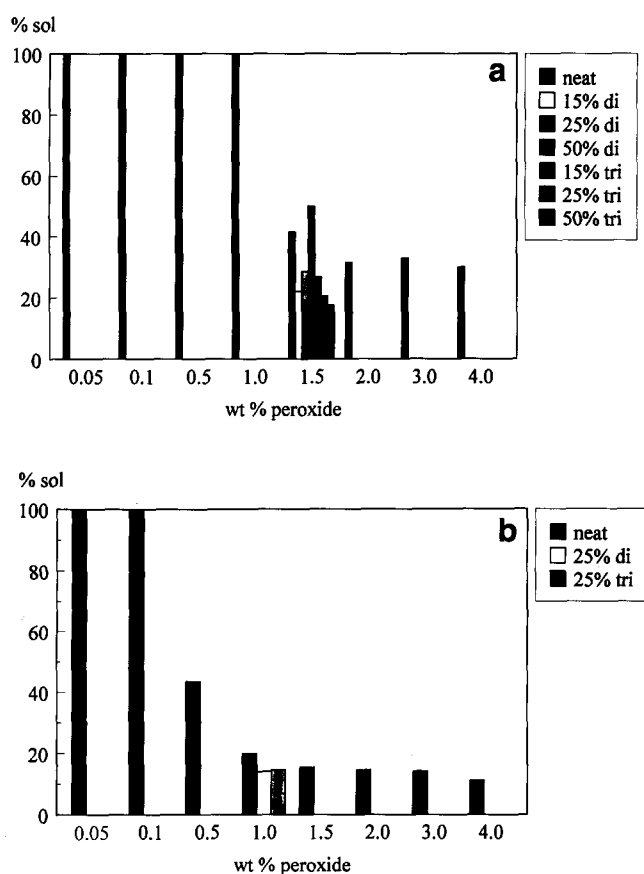 % sol
a
100
80
60
40
20
0
0.05 0.1 0.5 1.0 1.5 2.0 3.0 4.0
wt % peroxide
neat
15% di
25% di
50% di
15% tri
25% tri
50% tri
% sol
b
100
80
60
40
20
0
0.05 0.1 0.5 1.0 1.5 2.0 3.0 4.0
wt % peroxide
neat
25% di
25% tri